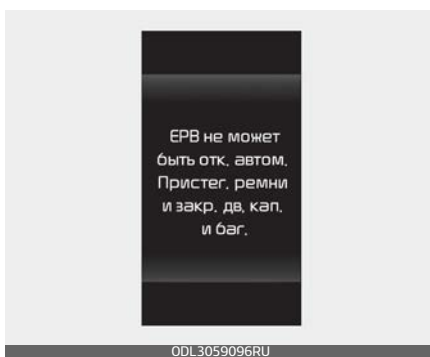 EPB не может
быть отк. автом.
Пристег. ремни
и закр. дв, кап.
и баг.
ODL3059096RU